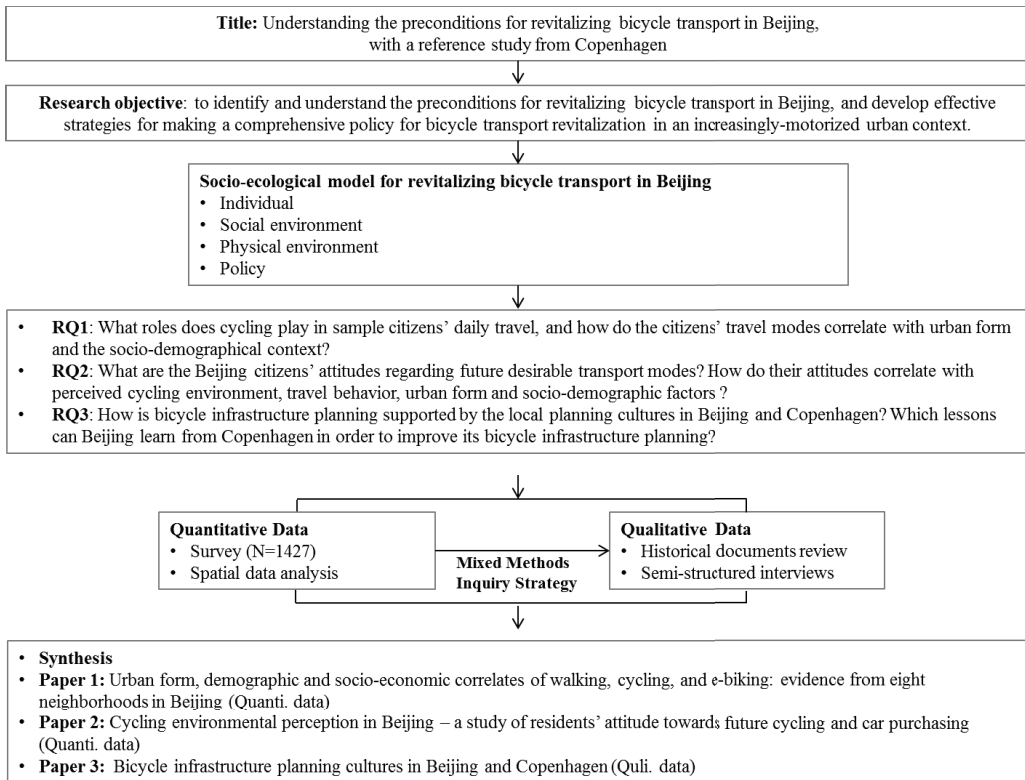 Title: Understanding the preconditions for revitalizing bicycle transport in Beijing,
with a reference study from Copenhagen
Research objective: to identify and understand the preconditions for revitalizing bicycle transport in Beijing, and develop effective
strategies for making a comprehensive policy for bicycle transport revitalization in an increasingly-motorized urban context.
Socio-ecological model for revitalizing bicycle transport in Beijing
• Individual
• Social environment
• Physical environment
• Policy
• RQ1: What roles does cycling play in sample citizens’ daily travel, and how do the citizens’ travel modes correlate with urban form
and the socio-demographical context?
• RQ2: What are the Beijing citizens’ attitudes regarding future desirable transport modes? How do their attitudes correlate with
perceived cycling environment, travel behavior, urban form and socio-demographic factors ?
• RQ3: How is bicycle infrastructure planning supported by the local planning cultures in Beijing and Copenhagen? Which lessons
can Beijing learn from Copenhagen in order to improve its bicycle infrastructure planning?
Quantitative Data
• Survey (N=1427)
• Spatial data analysis
Mixed Methods
Inquiry Strategy
Qualitative Data
• Historical documents review
• Semi-structured interviews
• Synthesis
• Paper 1: Urban form, demographic and socio-economic correlates of walking, cycling, and e-biking: evidence from eight
neighborhoods in Beijing (Quanti. data)
• Paper 2: Cycling environmental perception in Beijing – a study of residents’ attitude towards future cycling and car purchasing
(Quanti. data)
• Paper 3: Bicycle infrastructure planning cultures in Beijing and Copenhagen (Quli. data)